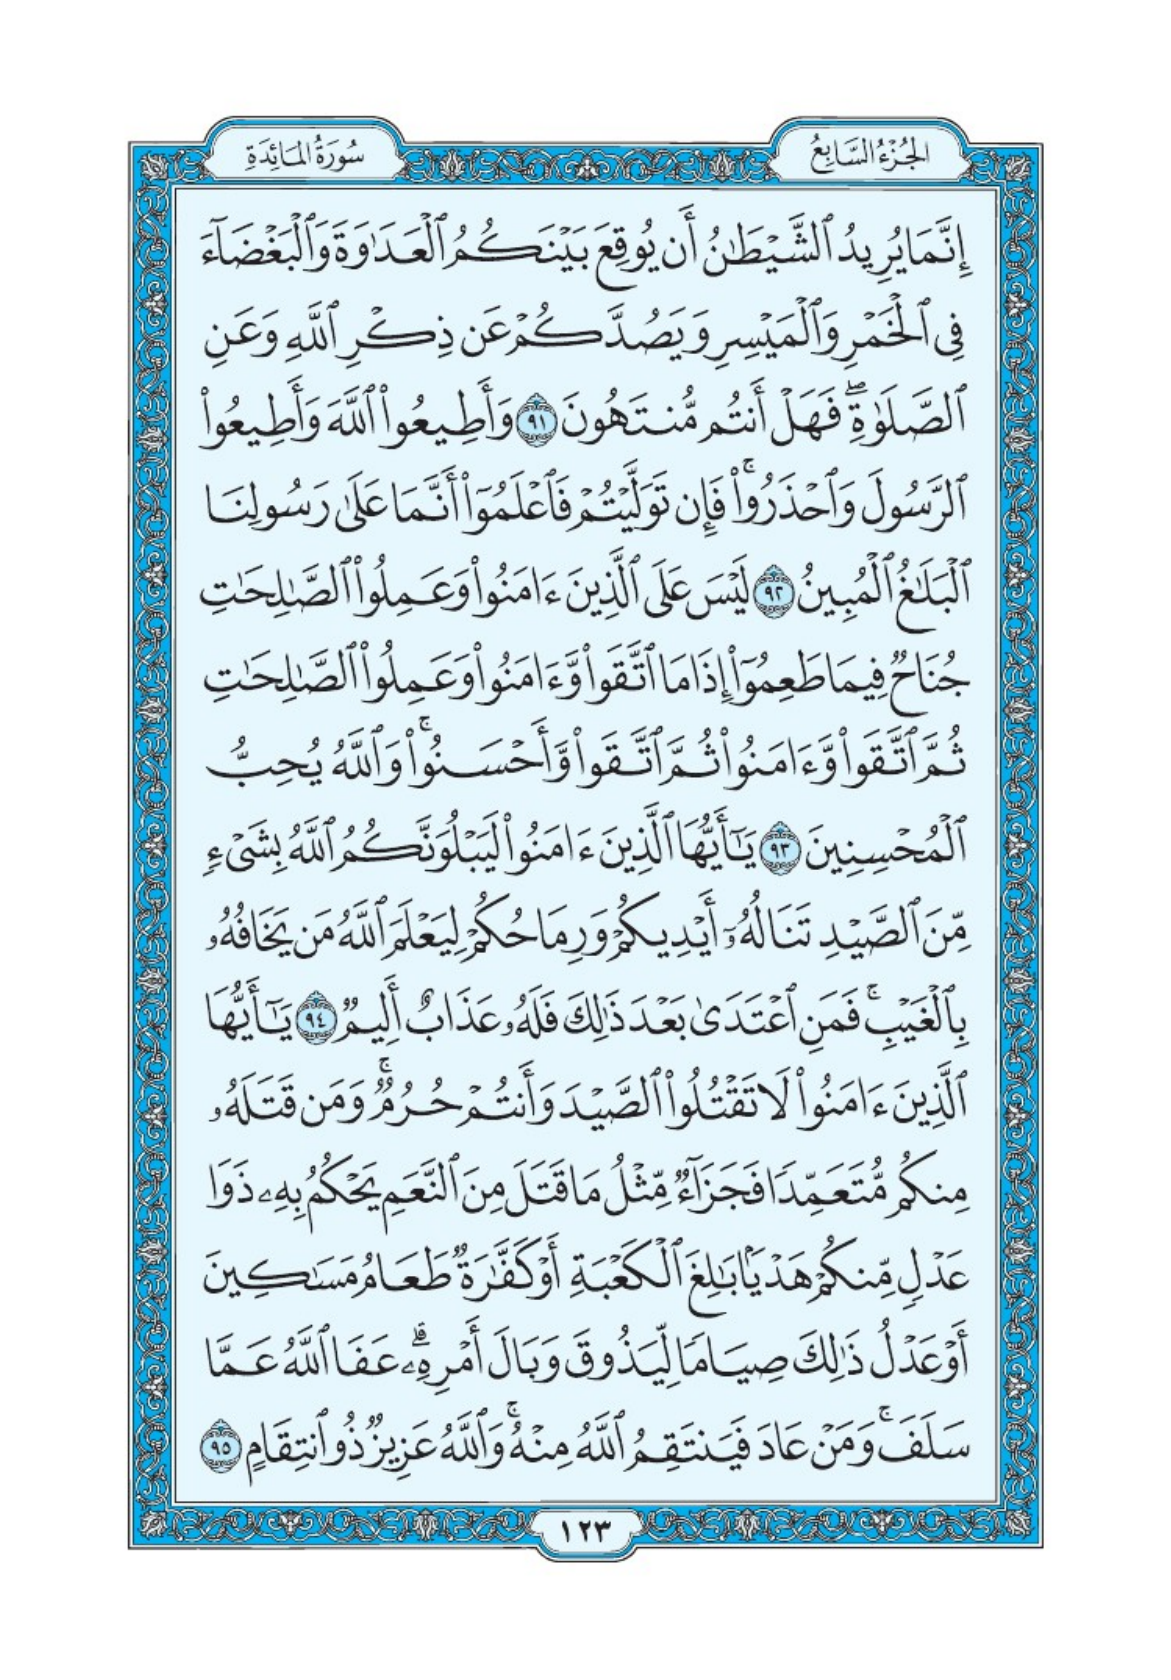 الجُزْءُ السَّابِعُ
سُورَةُ المَائِدَةِ
إِنَّمَا يُرِيدُ ٱلشَّيْطَٰنُ أَن يُوقِعَ بَيْنَكُمُ ٱلْعَدَٰوَةَ وَٱلْبَغْضَآءَ
فِى ٱلْخَمْرِ وَٱلْمَيْسِرِ وَيَصُدَّكُمْ عَن ذِكْرِ ٱللَّهِ وَعَنِ
ٱلصَّلَوٰةِۖ فَهَلْ أَنتُم مُّنتَهُونَ ٩١ وَأَطِيعُوا۟ ٱللَّهَ وَأَطِيعُوا۟
ٱلرَّسُولَ وَٱحْذَرُوا۟ۚ فَإِن تَوَلَّيْتُمْ فَٱعْلَمُوٓا۟ أَنَّمَا عَلَىٰ رَسُولِنَا
ٱلْبَلَٰغُ ٱلْمُبِينُ ٩٢ لَيْسَ عَلَى ٱلَّذِينَ ءَامَنُوا۟ وَعَمِلُوا۟ ٱلصَّٰلِحَٰتِ
جُنَاحٌ فِيمَا طَعِمُوٓا۟ إِذَا مَا ٱتَّقَوا۟ وَّءَامَنُوا۟ وَعَمِلُوا۟ ٱلصَّٰلِحَٰتِ
ثُمَّ ٱتَّقَوا۟ وَّءَامَنُوا۟ ثُمَّ ٱتَّقَوا۟ وَّأَحْسَنُوا۟ۚ وَٱللَّهُ يُحِبُّ
ٱلْمُحْسِنِينَ ٩٣ يَٰٓأَيُّهَا ٱلَّذِينَ ءَامَنُوا۟ لَيَبْلُوَنَّكُمُ ٱللَّهُ بِشَىْءٍ
مِّنَ ٱلصَّيْدِ تَنَالُهُۥٓ أَيْدِيكُمْ وَرِمَاحُكُمْ لِيَعْلَمَ ٱللَّهُ مَن يَخَافُهُۥ
بِٱلْغَيْبِۚ فَمَنِ ٱعْتَدَىٰ بَعْدَ ذَٰلِكَ فَلَهُۥ عَذَابٌ أَلِيمٌ ٩٤ يَٰٓأَيُّهَا
ٱلَّذِينَ ءَامَنُوا۟ لَا تَقْتُلُوا۟ ٱلصَّيْدَ وَأَنتُمْ حُرُمٌۚ وَمَن قَتَلَهُۥ
مِنكُم مُّتَعَمِّدًا فَجَزَآءٌ مِّثْلُ مَا قَتَلَ مِنَ ٱلنَّعَمِ يَحْكُمُ بِهِۦ ذَوَا
عَدْلٍ مِّنكُمْ هَدْيًۢا بَٰلِغَ ٱلْكَعْبَةِ أَوْ كَفَّٰرَةٌ طَعَامُ مَسَٰكِينَ
أَوْ عَدْلُ ذَٰلِكَ صِيَامًا لِّيَذُوقَ وَبَالَ أَمْرِهِۦۗ عَفَا ٱللَّهُ عَمَّا
سَلَفَۚ وَمَنْ عَادَ فَيَنتَقِمُ ٱللَّهُ مِنْهُۚ وَٱللَّهُ عَزِيزٌ ذُو ٱنتِقَامٍ ٩٥
١٢٣